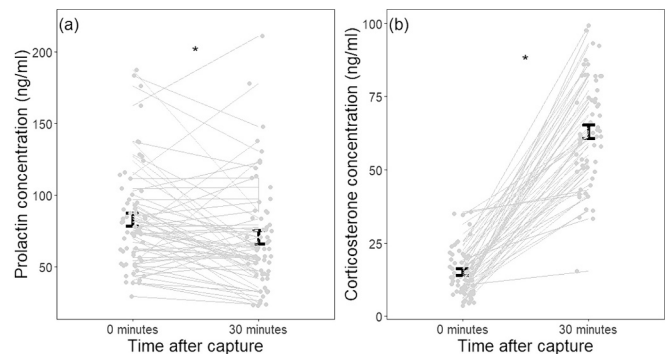 (a)
*
Prolactin concentration (ng/ml)
200
150
100
50
0 minutes
30 minutes
Time after capture
(b)
*
Corticosterone concentration (ng/ml)
100
75
50
25
0
0 minutes
30 minutes
Time after capture